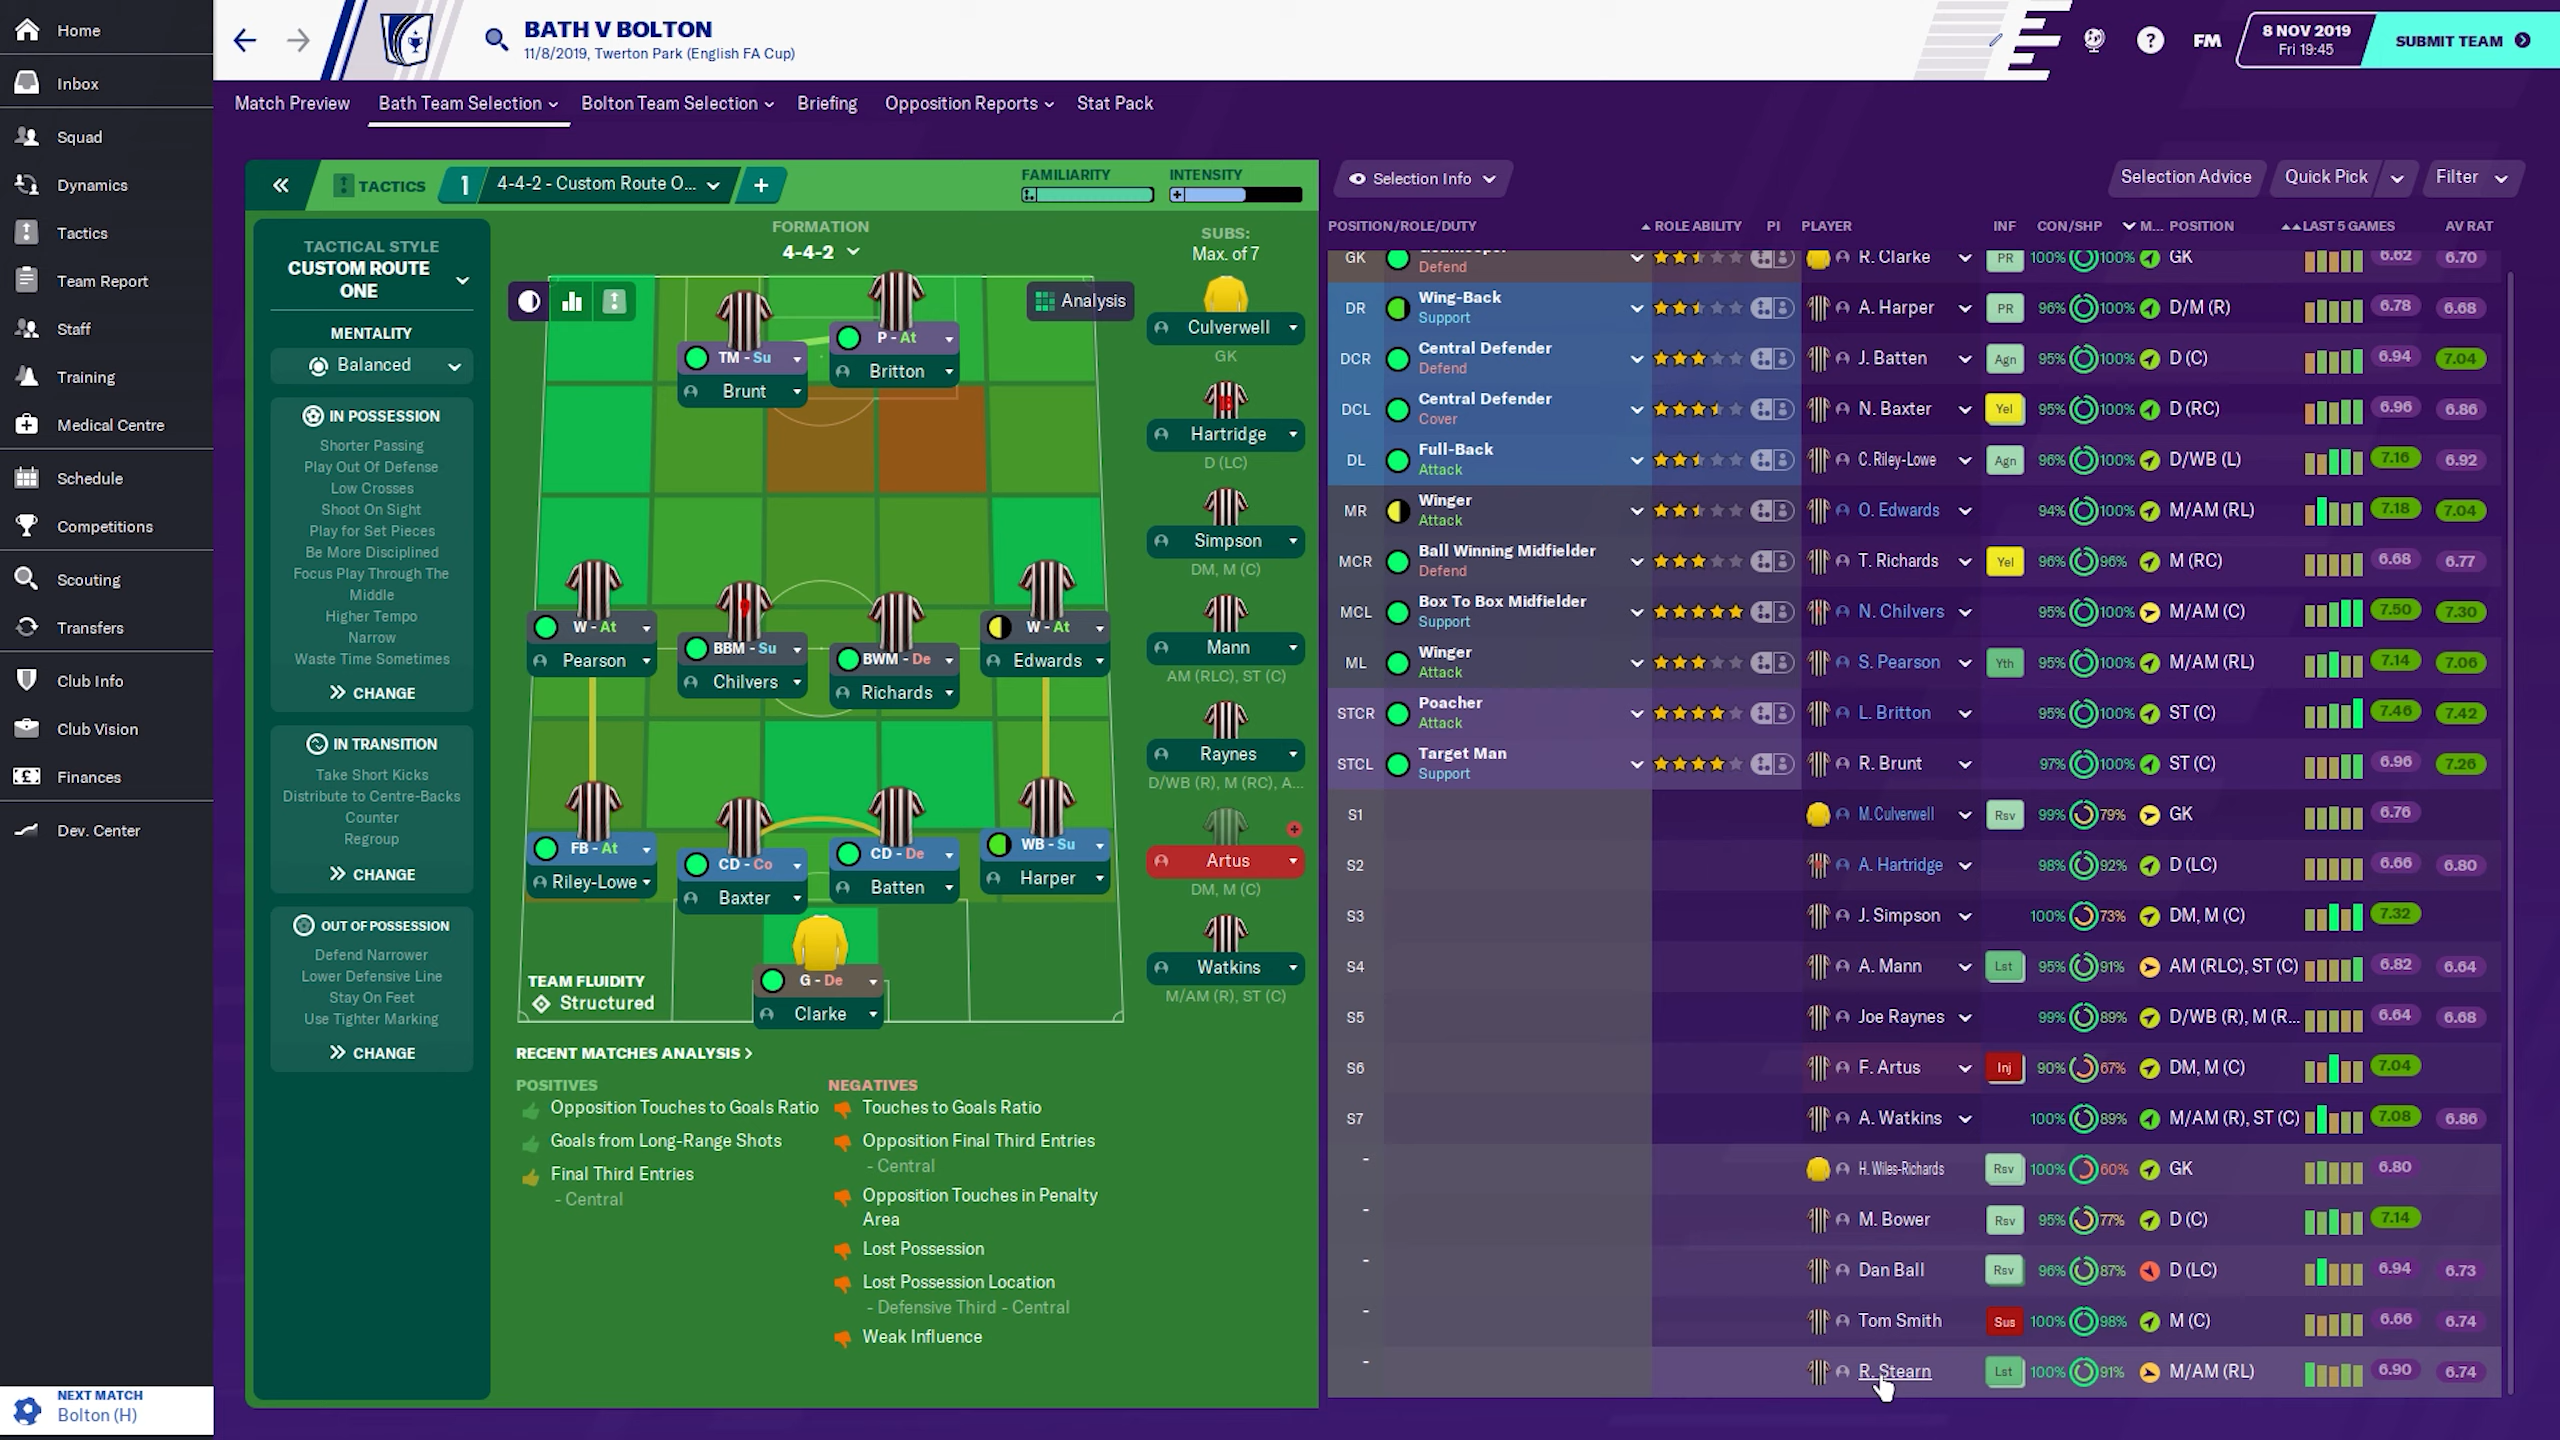 Home
Inbox
Squad
Dynamics
Tactics
Team Report
Staff
Training
Medical Centre
Schedule
Competitions
Scouting
Transfers
Club Info
Club Vision
Finances
Dev. Center
NEXT MATCH
Bolton (H)
BATH V BOLTON
11/8/2019, Twerton Park (English FA Cup)
FM
8 NOV 2019
Fri 19:45
SUBMIT TEAM
Match Preview Bath Team Selection Bolton Team Selection Briefing Opposition Reports Stat Pack
TACTICS 1 4-4-2 - Custom Route O...
FAMILIARITY INTENSITY
TACTICAL STYLE
CUSTOM ROUTE
ONE
MENTALITY
Balanced
IN POSSESSION
Shorter Passing
Play Out Of Defense
Low Crosses
Shoot On Sight
Play for Set Pieces
Be More Disciplined
Focus Play Through The
Middle
Higher Tempo
Narrow
Waste Time Sometimes
CHANGE
IN TRANSITION
Take Short Kicks
Distribute to Centre-Backs
Counter
Regroup
CHANGE
OUT OF POSSESSION
Defend Narrower
Lower Defensive Line
Stay On Feet
Use Tighter Marking
CHANGE
FORMATION
4-4-2
Analysis
P - At
Britton
TM - Su
Brunt
W - At
Pearson
BBM - Su
Chilvers
BWM - De
Richards
W - At
Edwards
FB - At
Riley-Lowe
CD - Co
Baxter
CD - De
Batten
WB - Su
Harper
G - De
Clarke
TEAM FLUIDITY
Structured
SUBS:
Max. of 7
Culverwell
GK
Hartridge
D (LC)
Simpson
DM, M (C)
Mann
AM (RLC), ST (C)
Raynes
D/WB (R), M (RC), A...
Artus
DM, M (C)
Watkins
M/AM (R), ST (C)
RECENT MATCHES ANALYSIS >
POSITIVES
Opposition Touches to Goals Ratio
Goals from Long-Range Shots
Final Third Entries
- Central
NEGATIVES
Touches to Goals Ratio
Opposition Final Third Entries
- Central
Opposition Touches in Penalty
Area
Lost Possession
Lost Possession Location
- Defensive Third - Central
Weak Influence
Selection Info
Selection Advice Quick Pick Filter
POSITION/ROLE/DUTY ROLE ABILITY PI PLAYER INF CON/SHP M... POSITION LAST 5 GAMES AV RAT
GK Defend R. Clarke PR 100% 100% GK 6.62 6.70
DR Wing-Back Support A. Harper PR 96% 100% D/M (R) 6.78 6.68
DCR Central Defender Defend J. Batten Agn 95% 100% D (C) 6.94 7.04
DCL Central Defender Cover N. Baxter Yel 95% 100% D (RC) 6.96 6.86
DL Full-Back Attack C. Riley-Lowe Agn 96% 100% D/WB (L) 7.16 6.92
MR Winger Attack O. Edwards 94% 100% M/AM (RL) 7.18 7.04
MCR Ball Winning Midfielder Defend T. Richards Yel 96% 96% M (RC) 6.68 6.77
MCL Box To Box Midfielder Support N. Chilvers 95% 100% M/AM (C) 7.50 7.30
ML Winger Attack S. Pearson Yth 95% 100% M/AM (RL) 7.14 7.06
STCR Poacher Attack L. Britton 95% 100% ST (C) 7.46 7.42
STCL Target Man Support R. Brunt 97% 100% ST (C) 6.96 7.26
S1 M. Culverwell Rsv 99% 79% GK 6.76
S2 A. Hartridge 98% 92% D (LC) 6.66 6.80
S3 J. Simpson 100% 73% DM, M (C) 7.32
S4 A. Mann Lst 95% 91% AM (RLC), ST (C) 6.82 6.64
S5 Joe Raynes 99% 89% D/WB (R), M (R... 6.64 6.68
S6 F. Artus Inj 90% 67% DM, M (C) 7.04
S7 A. Watkins 100% 89% M/AM (R), ST (C) 7.08 6.86
- H. Wiles-Richards Rsv 100% 60% GK 6.80
- M. Bower Rsv 95% 77% D (C) 7.14
- Dan Ball Rsv 96% 87% D (LC) 6.94 6.73
- Tom Smith Sus 100% 98% M (C) 6.66 6.74
- R. Stearn Lst 100% 91% M/AM (RL) 6.90 6.74